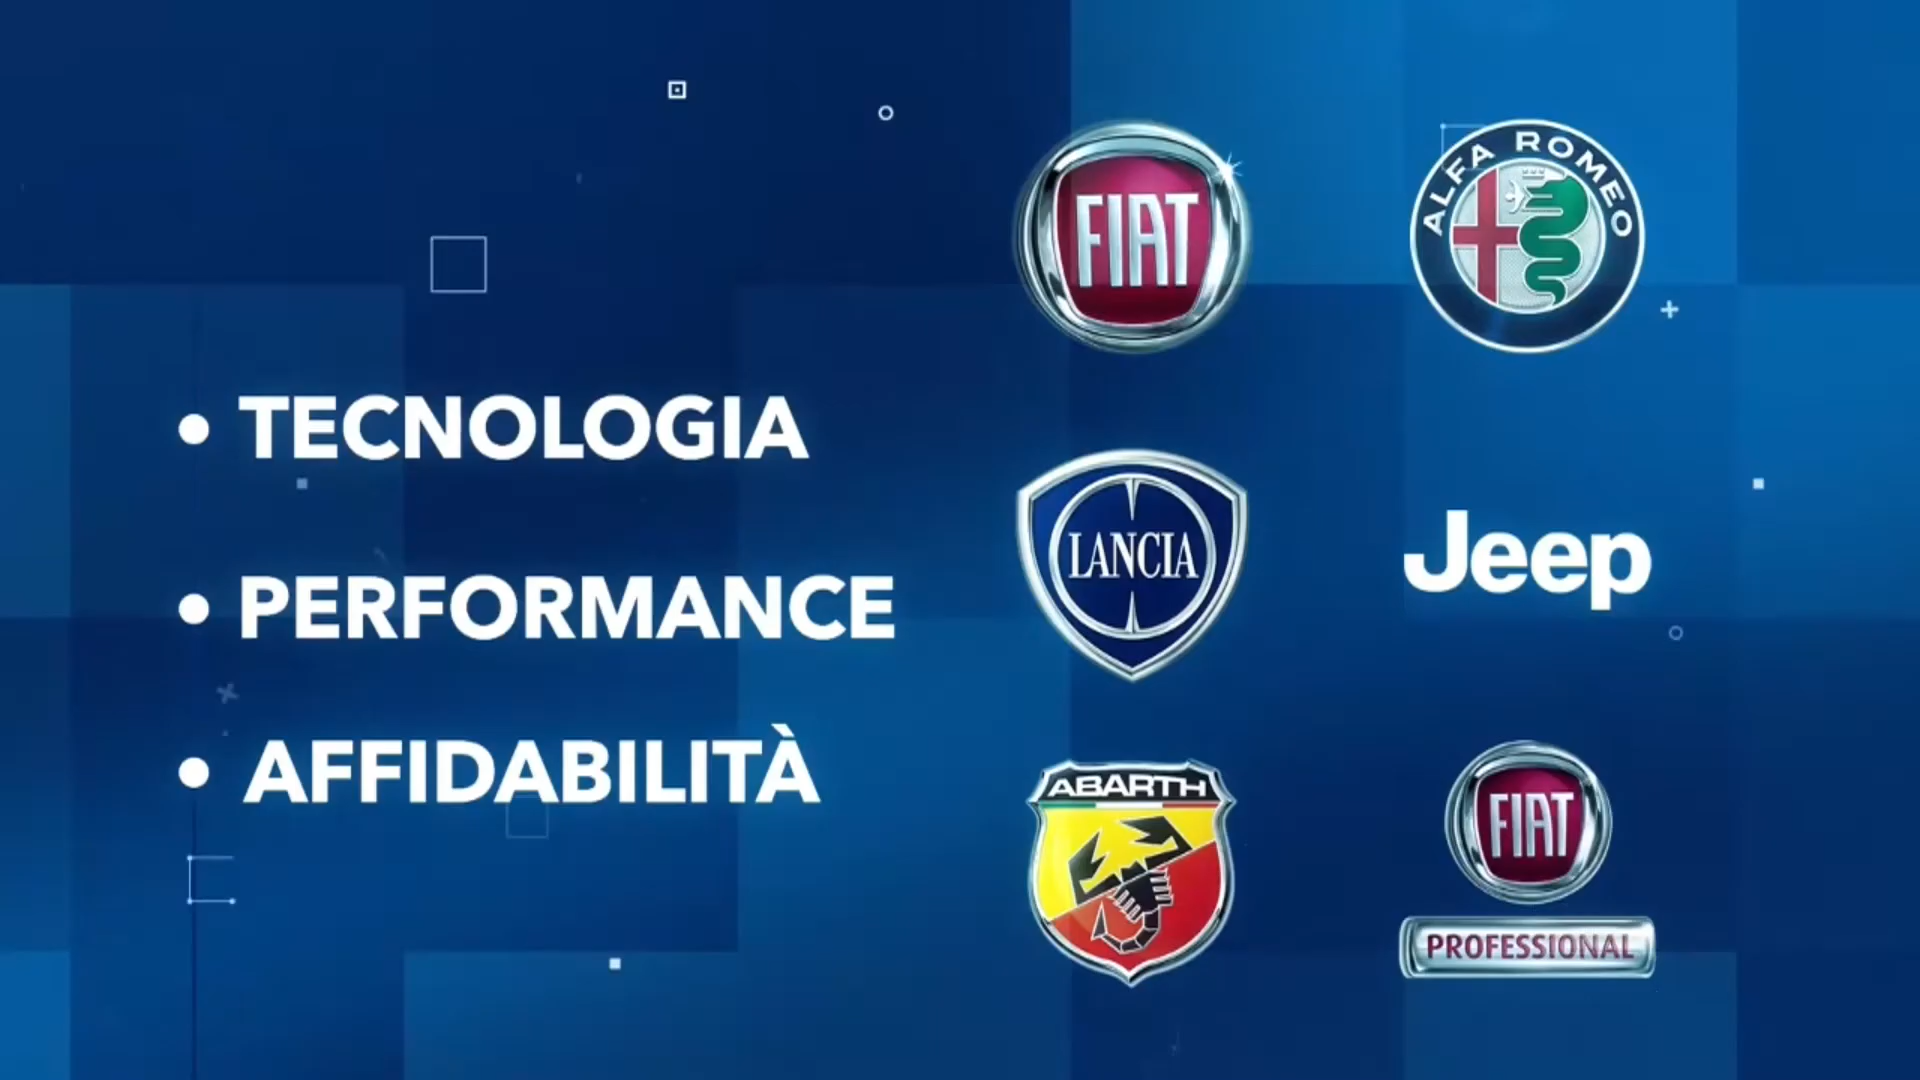 • TECNOLOGIA
• PERFORMANCE
• AFFIDABILITÀ
FIAT
ALFA ROMEO
LANCIA
Jeep
ABARTH
FIAT
PROFESSIONAL